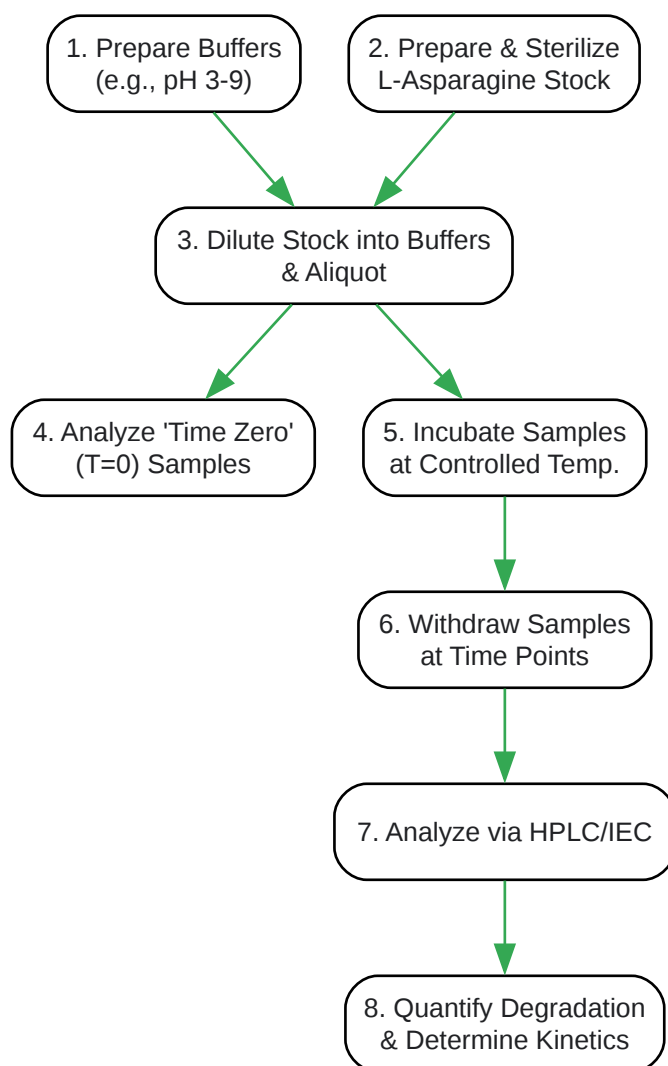 1. Prepare Buffers
(e.g., pH 3-9)
2. Prepare & Sterilize
L-Asparagine Stock
3. Dilute Stock into Buffers
& Aliquot
4. Analyze 'Time Zero'
(T=0) Samples
5. Incubate Samples
at Controlled Temp.
6. Withdraw Samples
at Time Points
7. Analyze via HPLC/IEC
8. Quantify Degradation
& Determine Kinetics